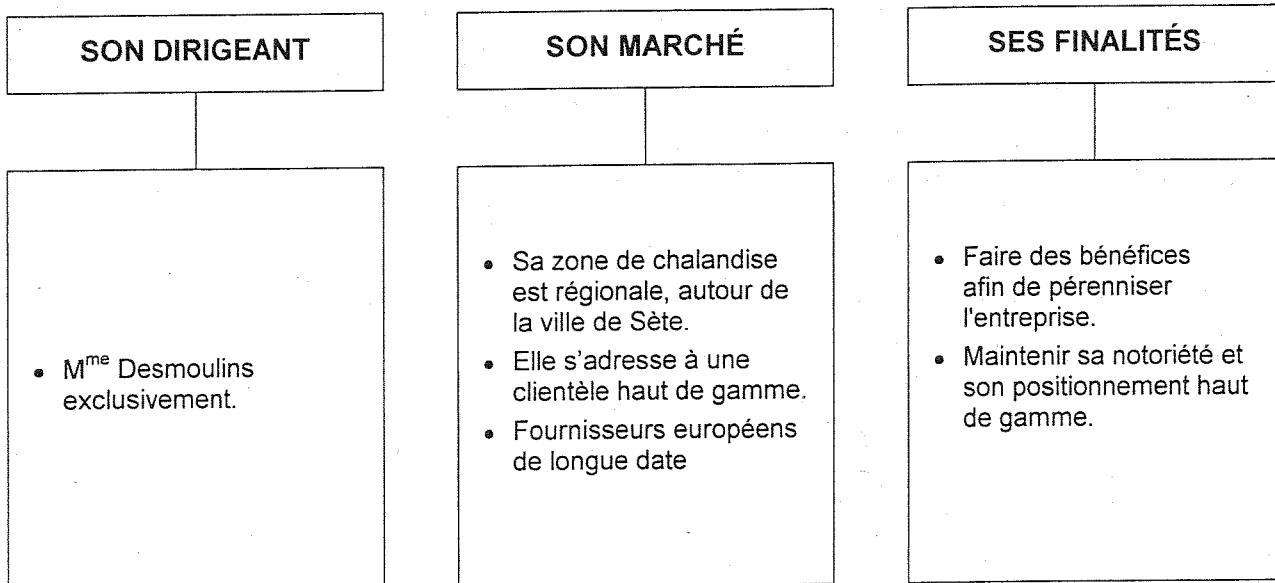 SON DIRIGEANT
• Mme Desmoulins
exclusivement.
SON MARCHÉ
• Sa zone de chalandise
est régionale, autour de
la ville de Sète.
• Elle s'adresse à une
clientèle haut de gamme.
• Fournisseurs européens
de longue date
SES FINALITÉS
• Faire des bénéfices
afin de pérenniser
l'entreprise.
• Maintenir sa notoriété et
son positionnement haut
de gamme.